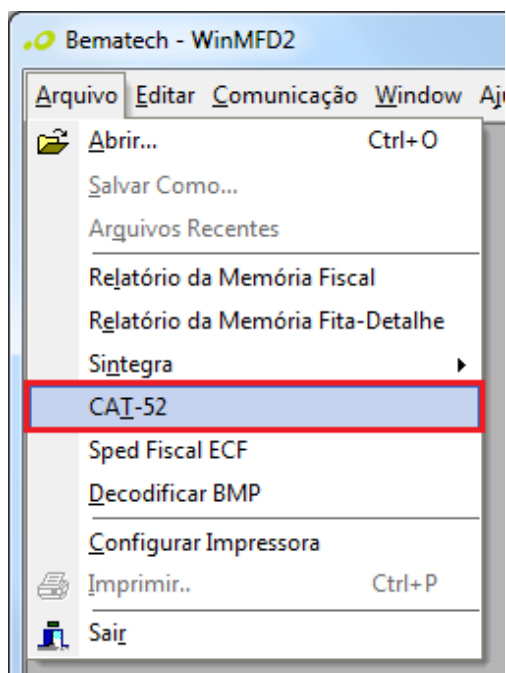 Bematech - WinMFD2
Arquivo Editar Comunicação Window Aju
Abrir... Ctrl+O
Salvar Como...
Arquivos Recentes
Relatório da Memória Fiscal
Relatório da Memória Fita-Detalhe
Sintegra
CAT-52
Sped Fiscal ECF
Decodificar BMP
Configurar Impressora
Imprimir.. Ctrl+P
Sair